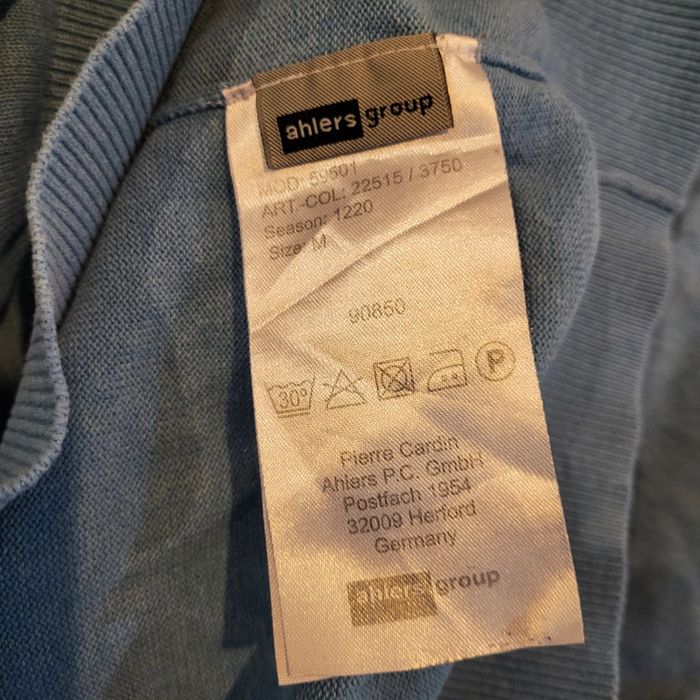 ahlers group
MOD: 59601
ART.-COL: 22515 / 3750
Season: 1220
Size: M
90850
30° P
Pierre Cardin
Ahlers P.C. GmbH
Postfach 1954
32009 Herford
Germany
ahlers group